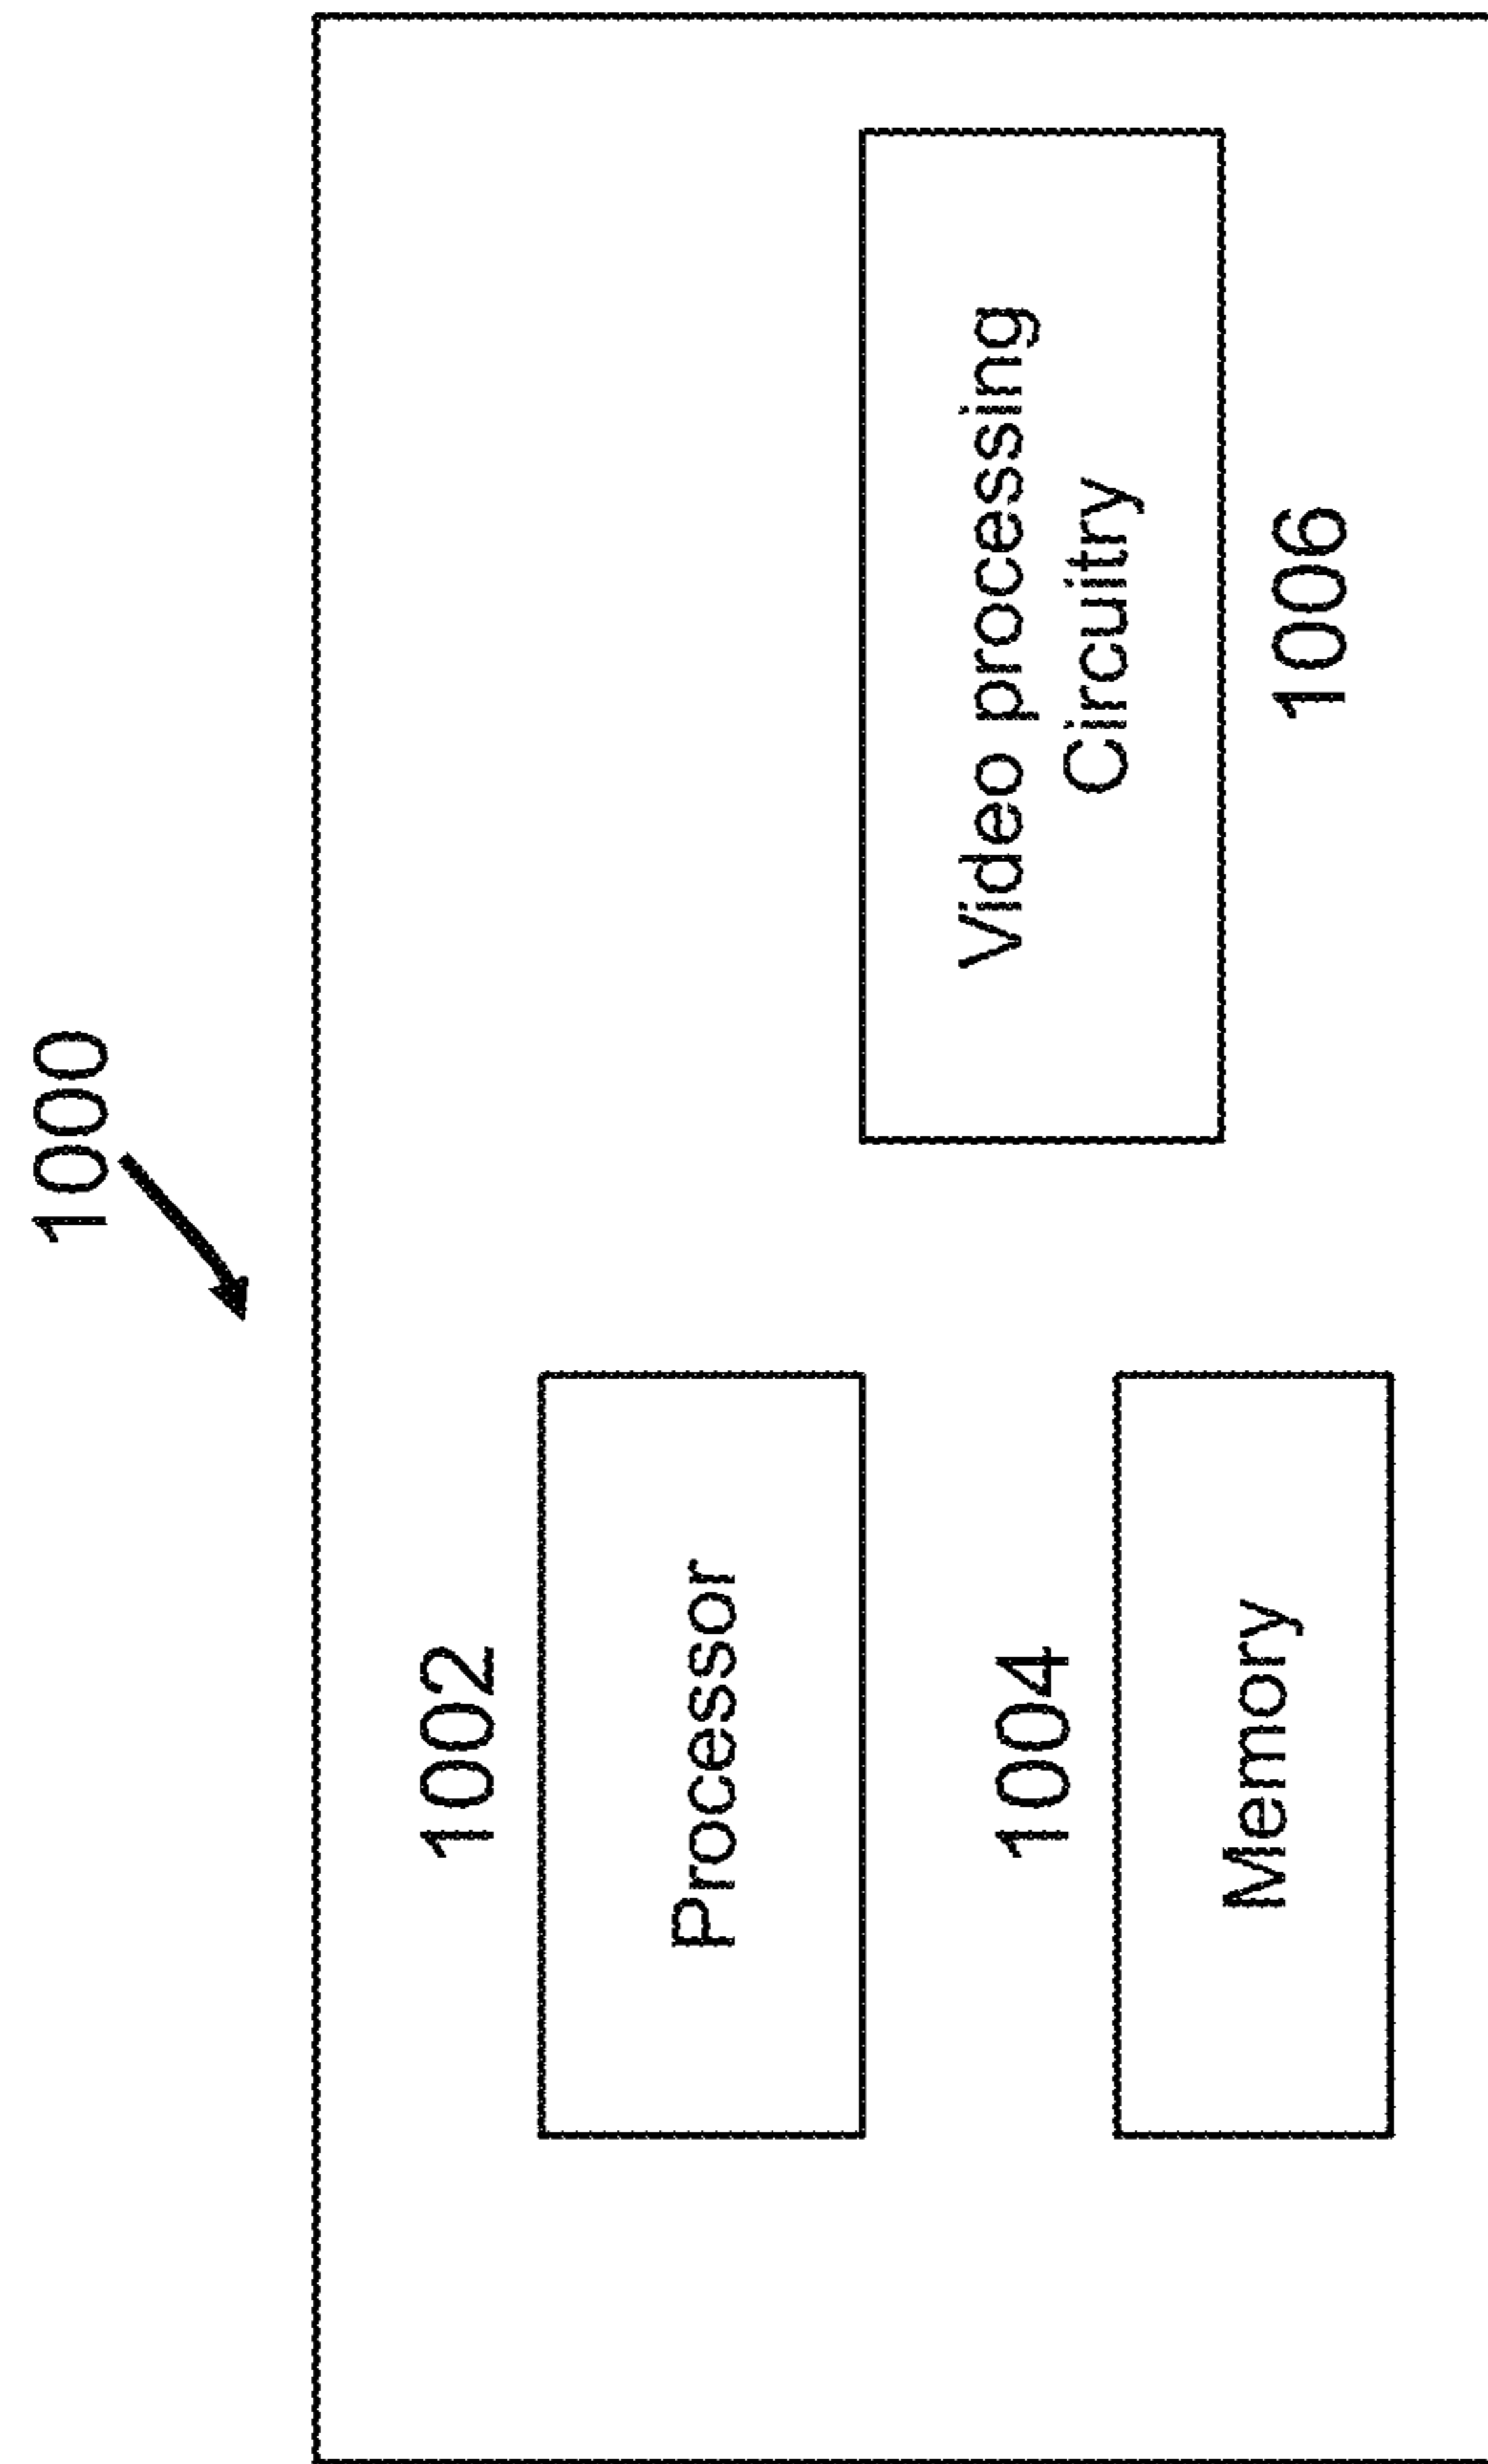 1000
1002
Processor
1004
Memory
Video processing
Circuitry
1006